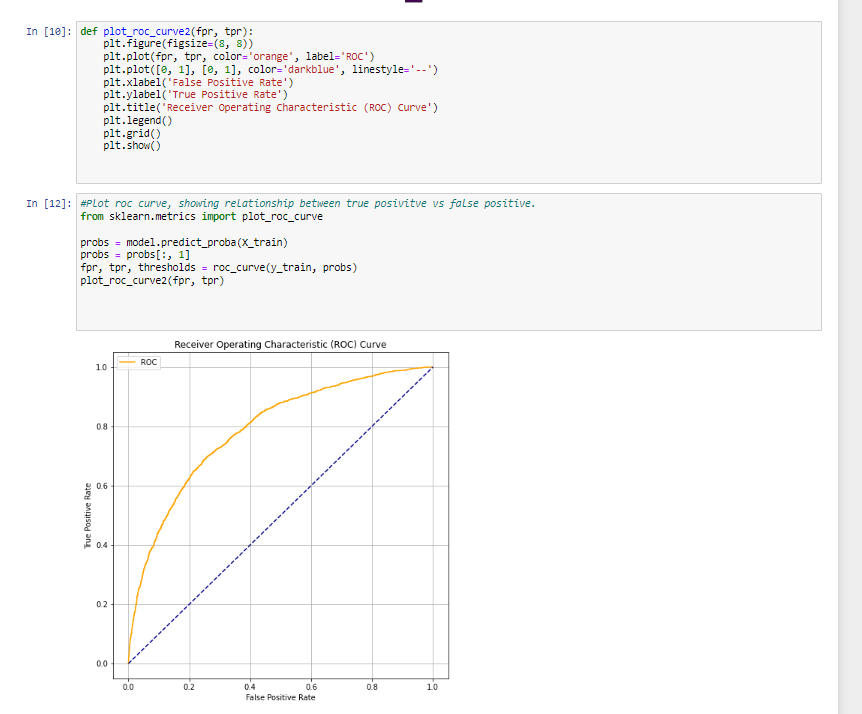 In [10]: def plot_roc_curve2(fpr, tpr):
plt.figure(figsize=(8, 8))
plt.plot(fpr, tpr, color='orange', label='ROC')
plt.plot([0, 1], [0, 1], color='darkblue', linestyle='--')
plt.xlabel('False Positive Rate')
plt.ylabel('True Positive Rate')
plt.title('Receiver Operating Characteristic (ROC) Curve')
plt.legend()
plt.grid()
plt.show()
In [12]: #Plot roc curve, showing relationship between true posivitve vs false positive.
from sklearn.metrics import plot_roc_curve
probs = model.predict_proba(X_train)
probs = probs[:, 1]
fpr, tpr, thresholds = roc_curve(y_train, probs)
plot_roc_curve2(fpr, tpr)
Receiver Operating Characteristic (ROC) Curve
ROC
1.0
0.8
0.6
0.4
0.2
0.0
True Positive Rate
0.0 0.2 0.4 0.6 0.8 1.0
False Positive Rate